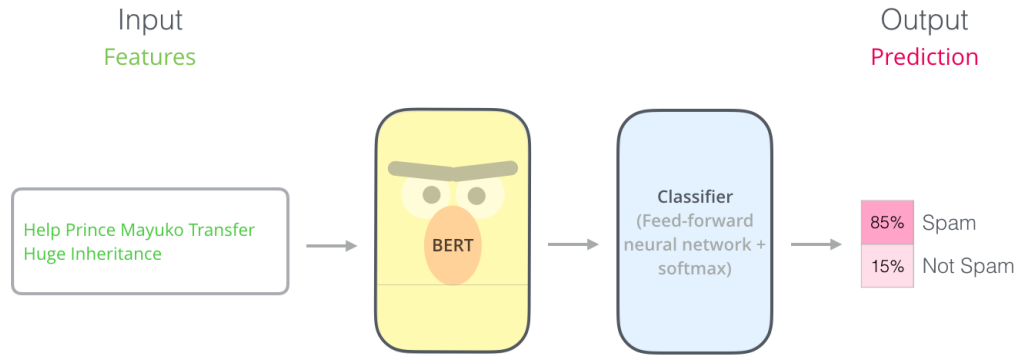 Input
Features
Output
Prediction
Help Prince Mayuko Transfer
Huge Inheritance
BERT
Classifier
(Feed-forward
neural network +
softmax)
85% Spam
15% Not Spam